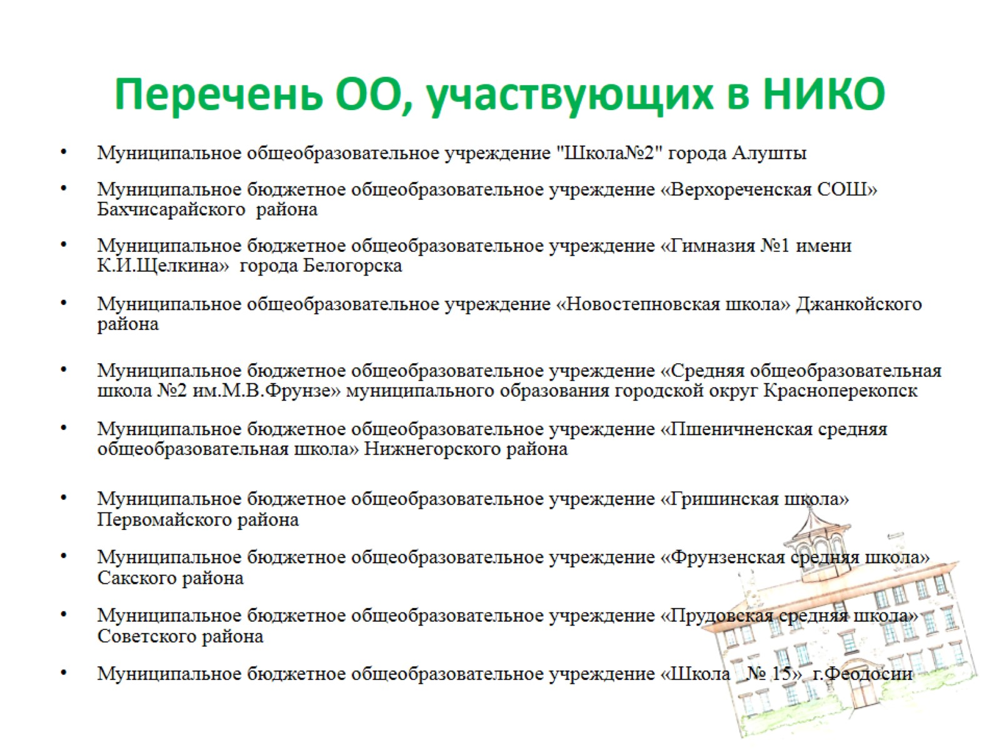 Перечень ОО, участвующих в НИКО
• Муниципальное общеобразовательное учреждение "Школа№2" города Алушты
• Муниципальное бюджетное общеобразовательное учреждение «Верхореченская СОШ»
Бахчисарайского района
• Муниципальное бюджетное общеобразовательное учреждение «Гимназия №1 имени
К.И.Щелкина» города Белогорска
• Муниципальное общеобразовательное учреждение «Новостепновская школа» Джанкойского
района
• Муниципальное бюджетное общеобразовательное учреждение «Средняя общеобразовательная
школа №2 им.М.В.Фрунзе» муниципального образования городской округ Красноперекопск
• Муниципальное бюджетное общеобразовательное учреждение «Пшеничненская средняя
общеобразовательная школа» Нижнегорского района
• Муниципальное бюджетное общеобразовательное учреждение «Гришинская школа»
Первомайского района
• Муниципальное бюджетное общеобразовательное учреждение «Фрунзенская средняя школа»
Сакского района
• Муниципальное бюджетное общеобразовательное учреждение «Прудовская средняя школа»
Советского района
• Муниципальное бюджетное общеобразовательное учреждение «Школа № 15» г.Феодосии